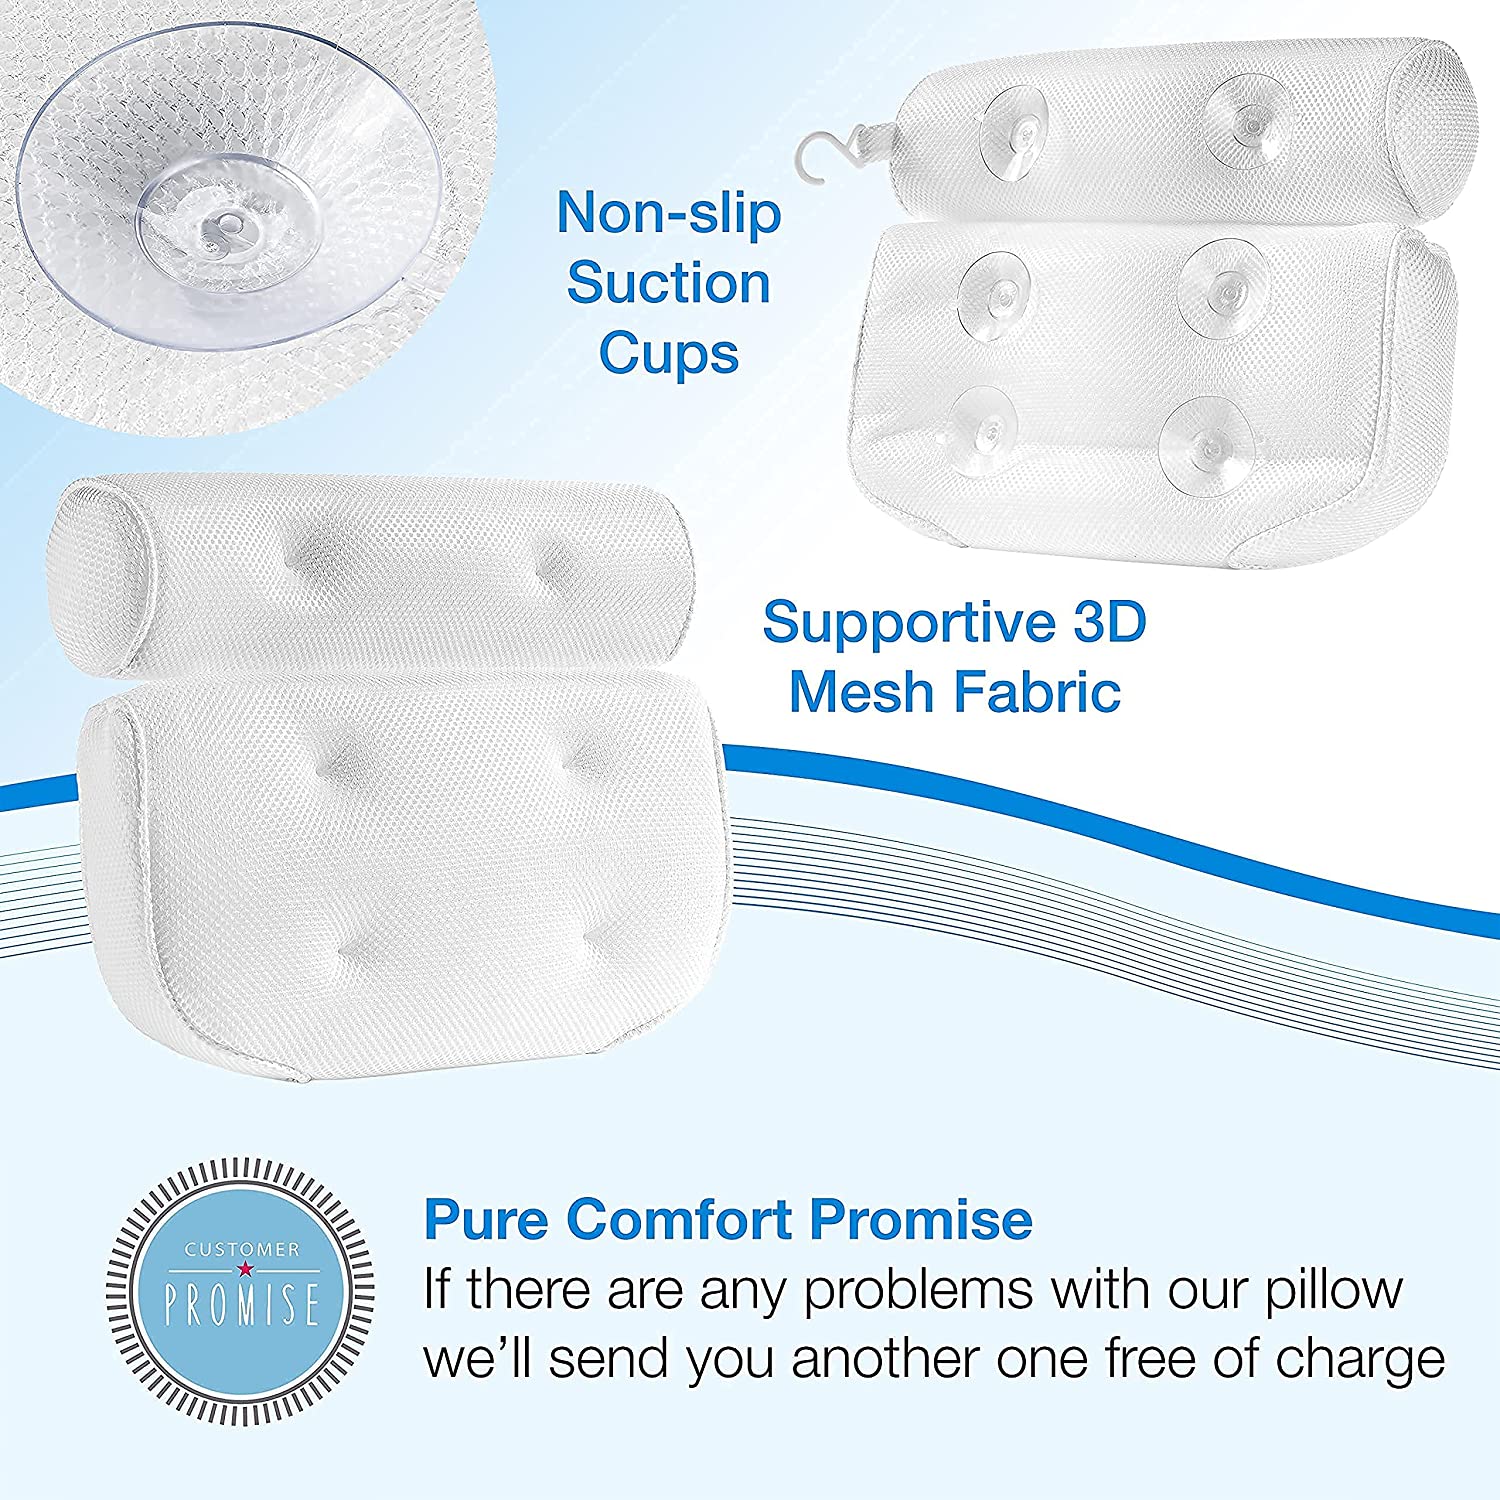 Non-slip
Suction
Cups
Supportive 3D
Mesh Fabric
CUSTOMER
PROMISE
Pure Comfort Promise
If there are any problems with our pillow
we’ll send you another one free of charge